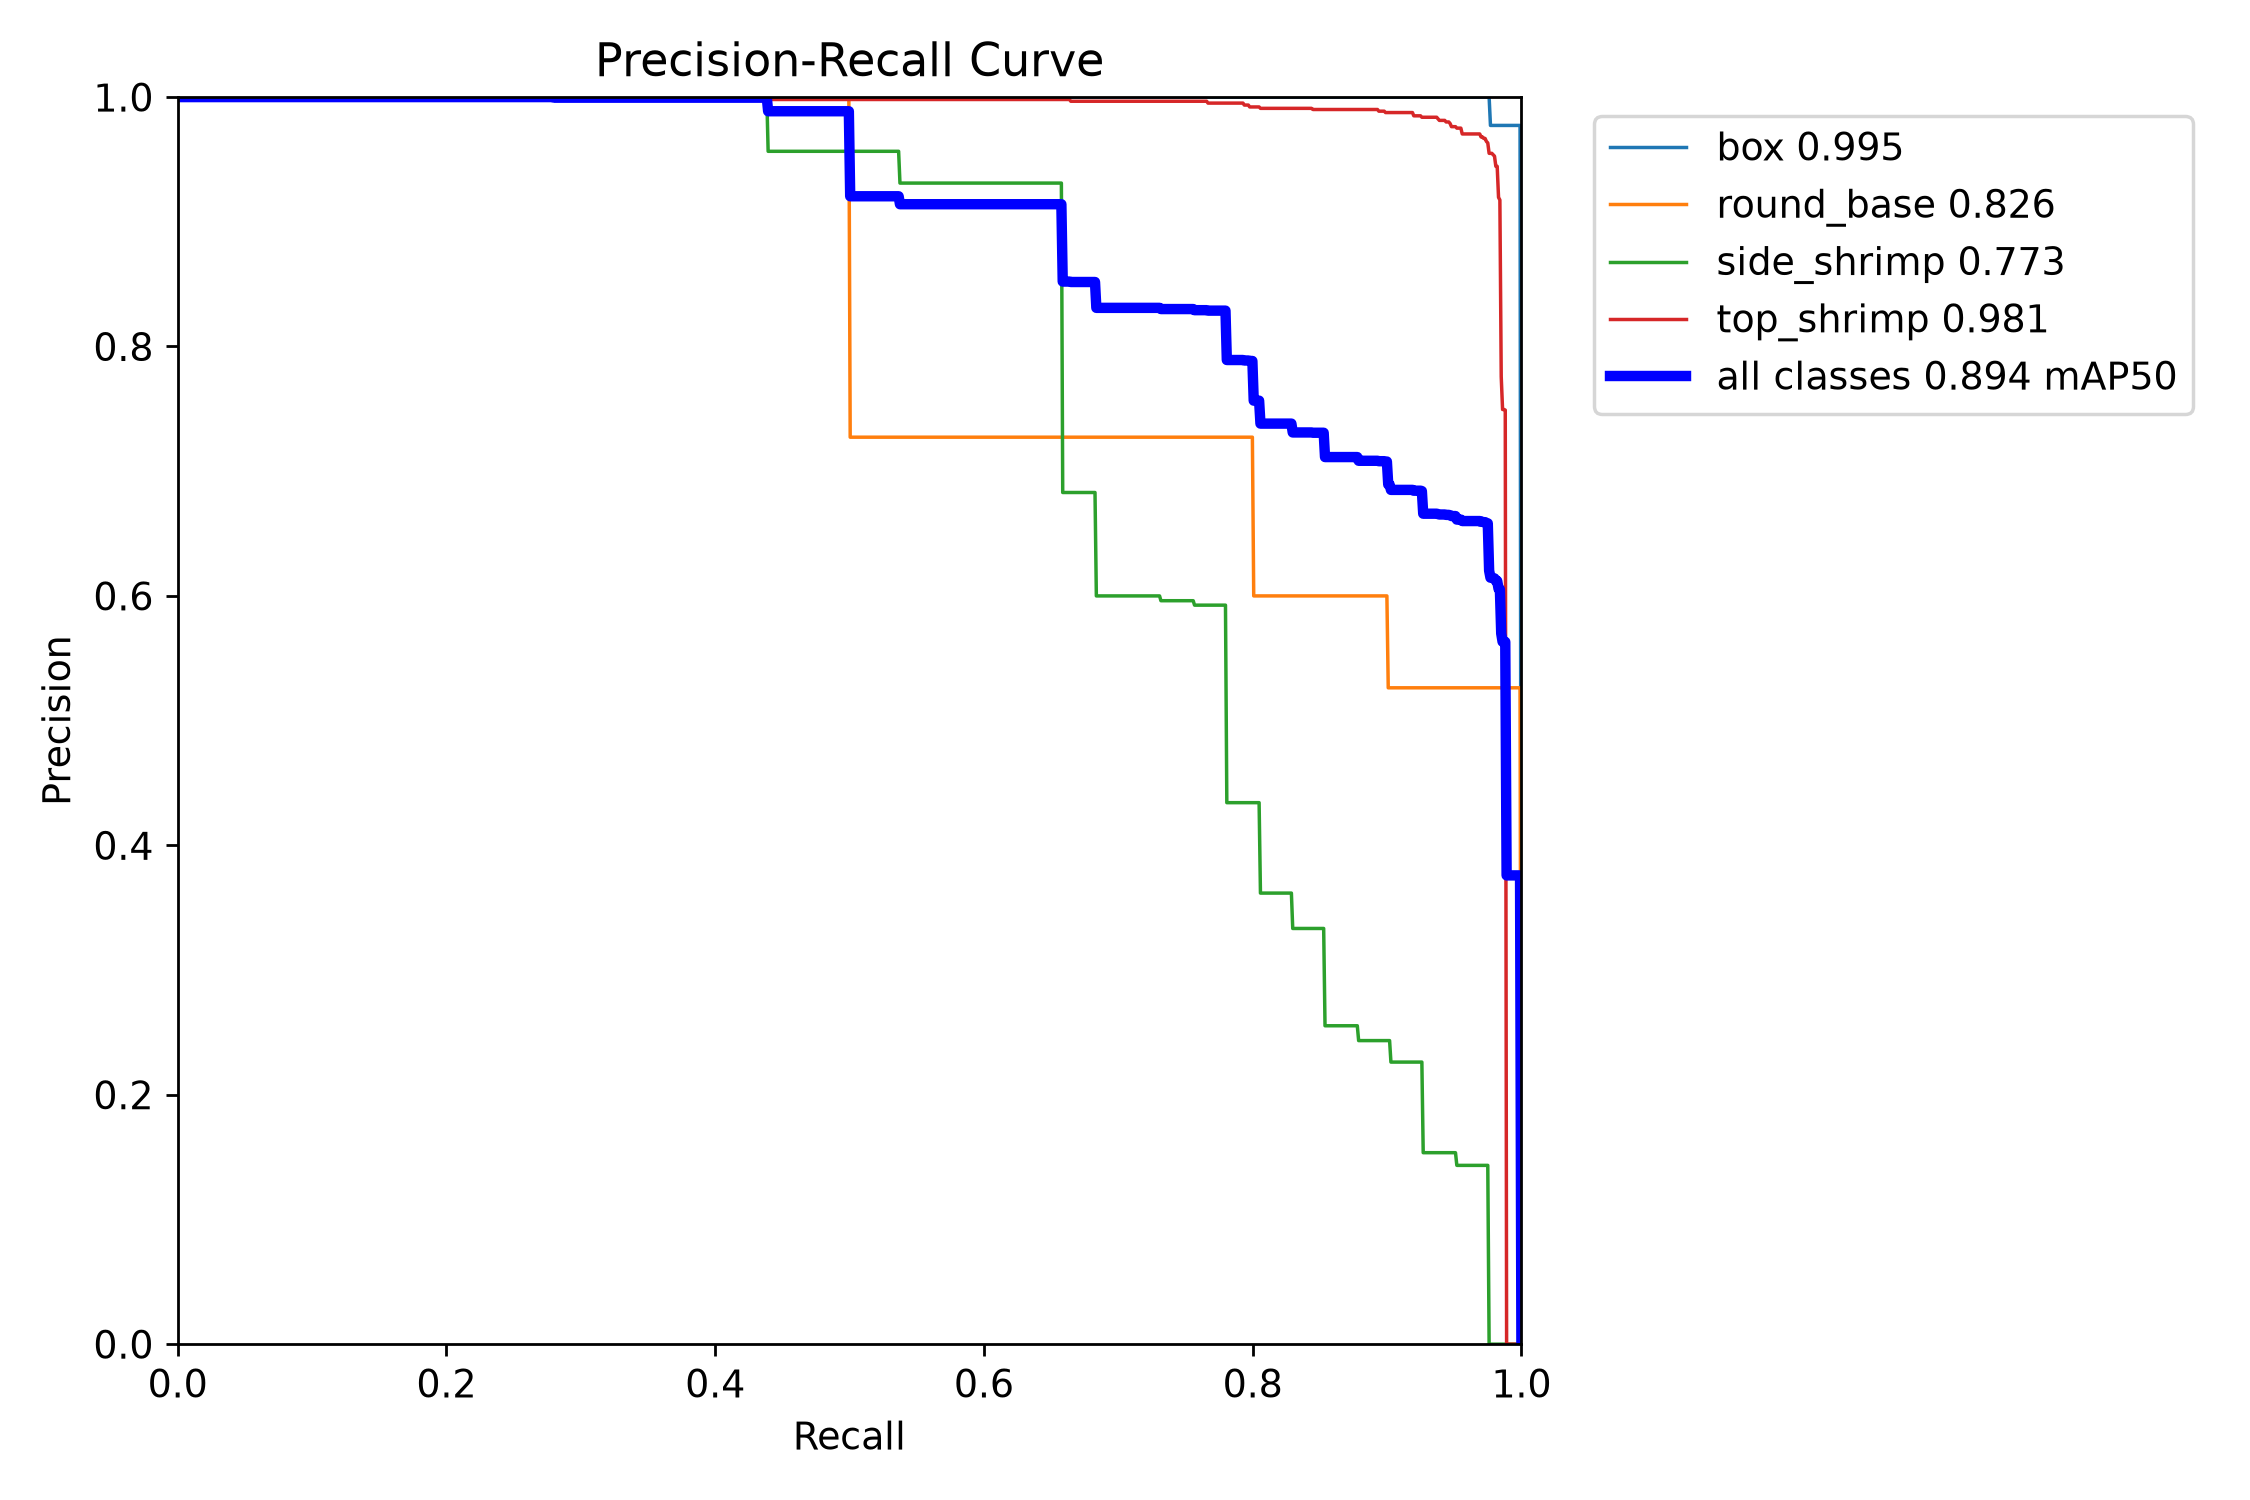 Precision-Recall Curve
1.0
0.8
0.6
0.4
0.2
0.0
Precision
0.0 0.2 0.4 0.6 0.8 1.0
Recall
box 0.995
round_base 0.826
side_shrimp 0.773
top_shrimp 0.981
all classes 0.894 mAP50